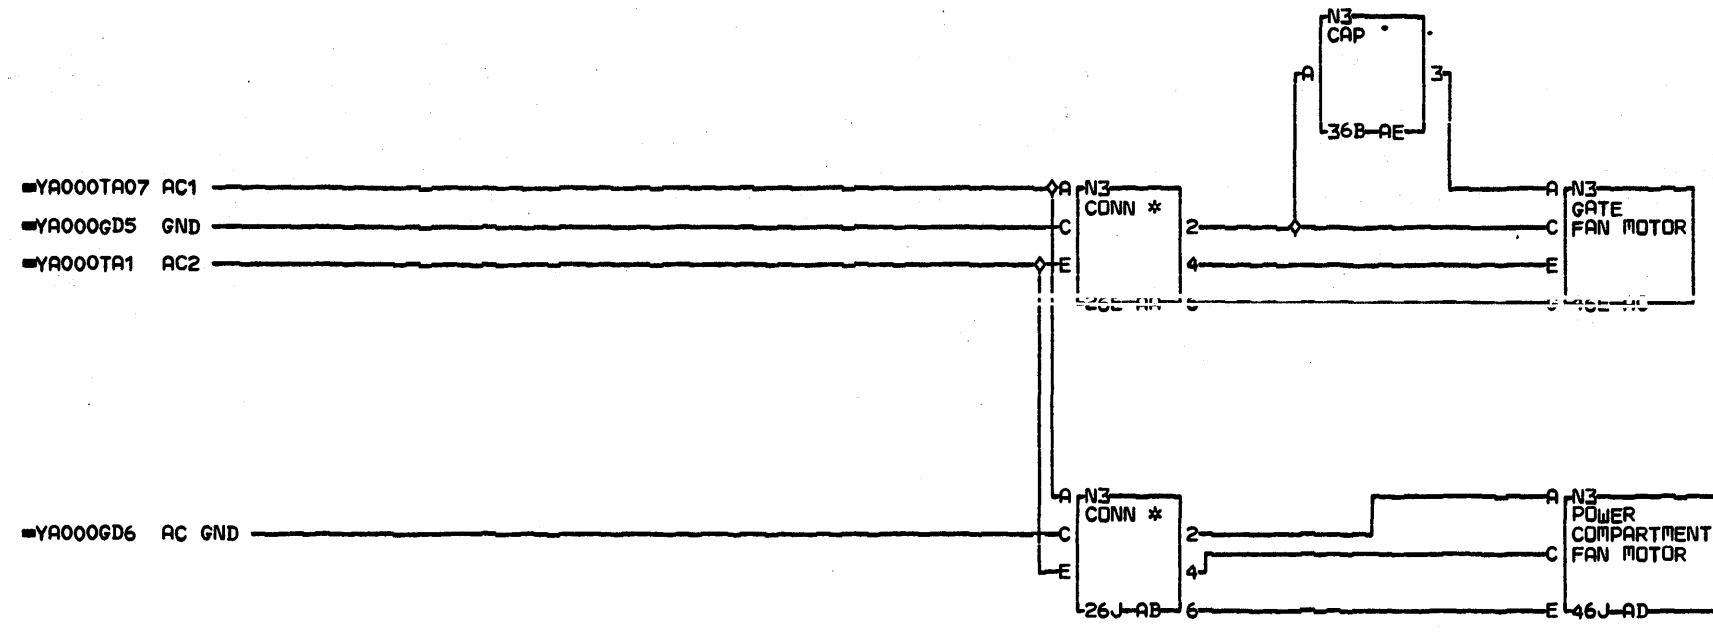 N3
CAP
A 3
36B AE
YA000TA07 AC1
A N3
CONN *
A N3
GATE
YA000GD5 GND
C 2
C FAN MOTOR
YA000TA1 AC2
E 4
E
A N3
CONN *
A N3
POWER
YA000GD6 AC GND
C 2
COMPARTMENT
C FAN MOTOR
E 4
26J AB 6
E 46J AD